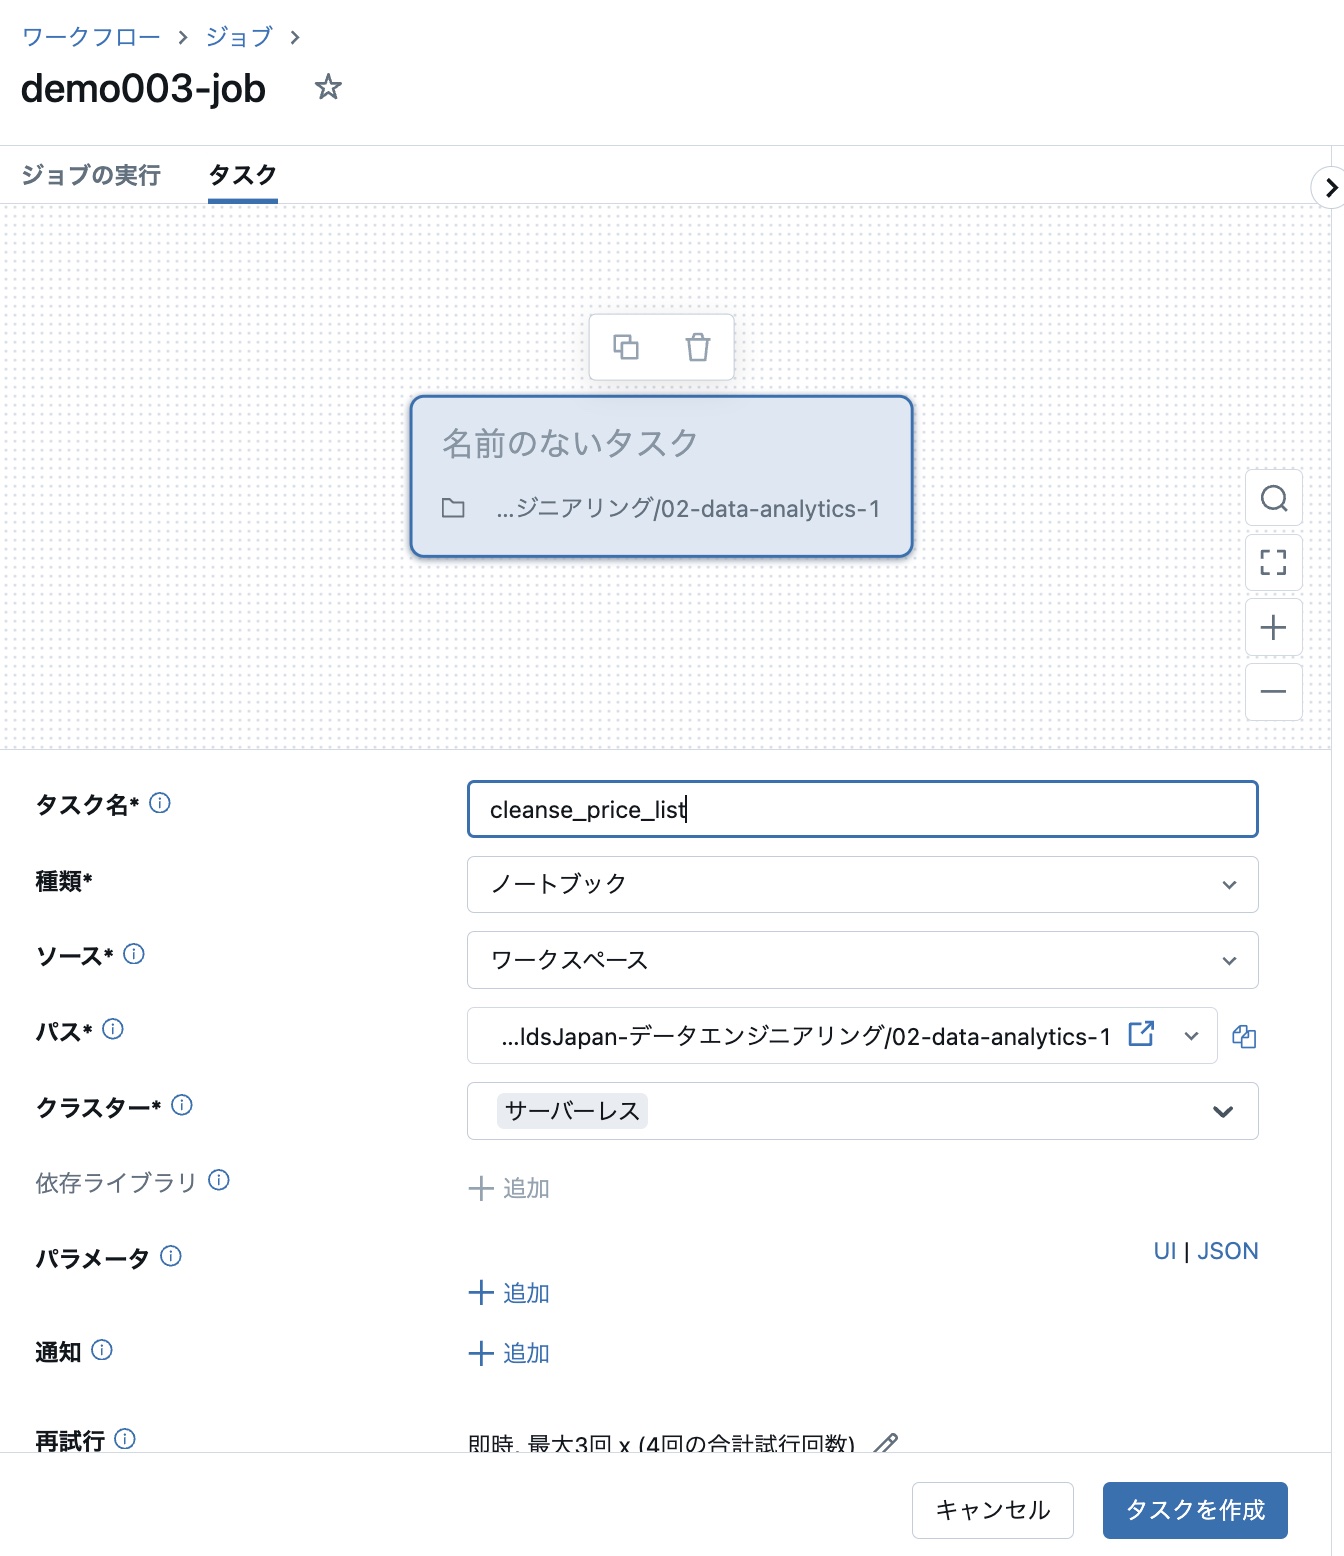 ワークフロー > ジョブ >
demo003-job
ジョブの実行 タスク
名前のないタスク
...ジニアリング/02-data-analytics-1
タスク名* cleanse_price_list
種類* ノートブック
ソース* ワークスペース
パス* ...ldsJapan-データエンジニアリング/02-data-analytics-1
クラスター* サーバーレス
依存ライブラリ + 追加
パラメータ UI | JSON
+ 追加
通知 + 追加
再試行 即時, 最大3回 x (4回の合計試行回数)
キャンセル タスクを作成